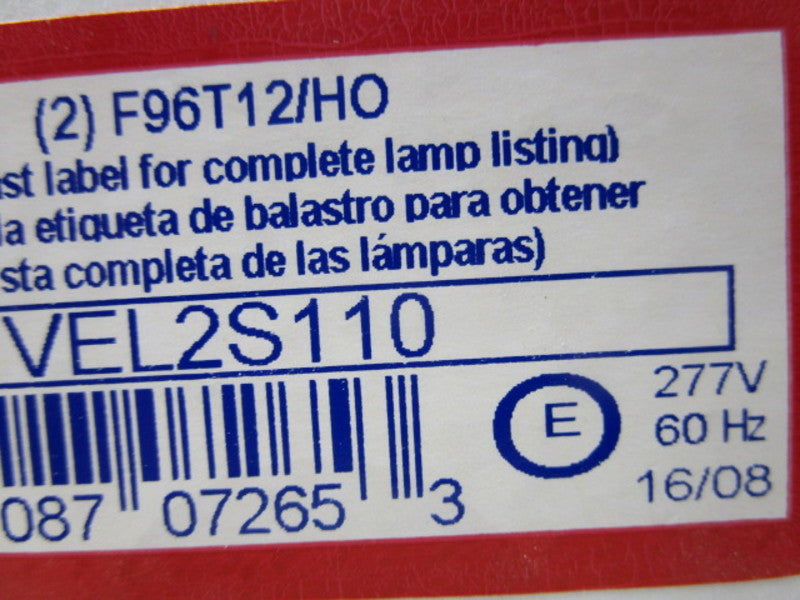 (2) F96T12/HO
st label for complete lamp listing)
la etiqueta de balastro para obtener
sta completa de las lámparas)
VEL2S110
E
277V
60 Hz
087 07265 3
16/08